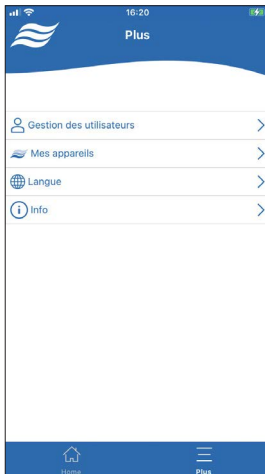 16:20
Plus
Gestion des utilisateurs
Mes appareils
Langue
Info
Home
Plus